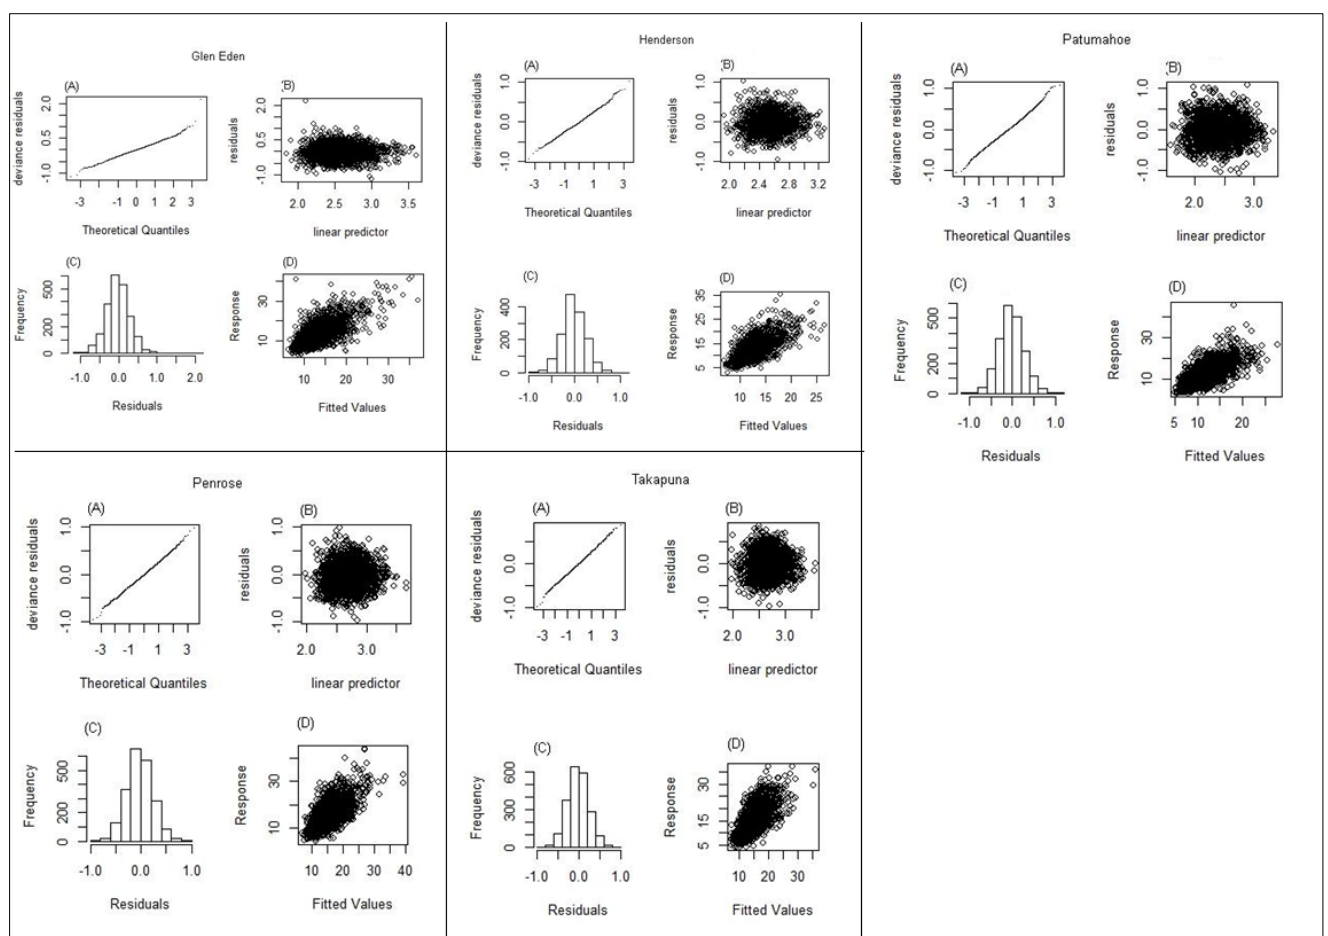 Glen Eden
(A)
deviance residuals
2.0
0.5
-1.0
-3 -1 0 1 2 3
Theoretical Quantiles
(B)
residuals
2.0
0.5
-1.0
2.0 2.5 3.0 3.5
linear predictor
(C)
Frequency
500
200
0
-1.0 0.0 1.0 2.0
Residuals
(D)
Response
30
10
10 20 30
Fitted Values
Henderson
(A)
deviance residuals
1.0
0.0
-1.0
-3 -1 1 3
Theoretical Quantiles
(B)
residuals
1.0
0.0
-1.0
2.0 2.4 2.8 3.2
linear predictor
(C)
Frequency
400
200
0
-1.0 0.0 1.0
Residuals
(D)
Response
35
25
15
5
10 15 20 25
Fitted Values
Patumahoe
(A)
deviance residuals
1.0
0.0
-1.0
-3 -1 1 3
Theoretical Quantiles
(B)
residuals
1.0
0.0
-1.0
2.0 3.0
linear predictor
(C)
Frequency
500
200
0
-1.0 0.0 1.0
Residuals
(D)
Response
30
10
5 10 20
Fitted Values
Penrose
(A)
deviance residuals
1.0
0.0
-1.0
-3 -1 1 3
Theoretical Quantiles
(B)
residuals
1.0
0.0
-1.0
2.0 3.0
linear predictor
(C)
Frequency
500
200
0
-1.0 0.0 1.0
Residuals
(D)
Response
30
10
10 20 30 40
Fitted Values
Takapuna
(A)
deviance residuals
0.0
-1.0
-3 -1 1 3
Theoretical Quantiles
(B)
residuals
0.0
-1.0
2.0 3.0
linear predictor
(C)
Frequency
600
300
0
-1.0 0.0 1.0
Residuals
(D)
Response
30
15
5
10 20 30
Fitted Values